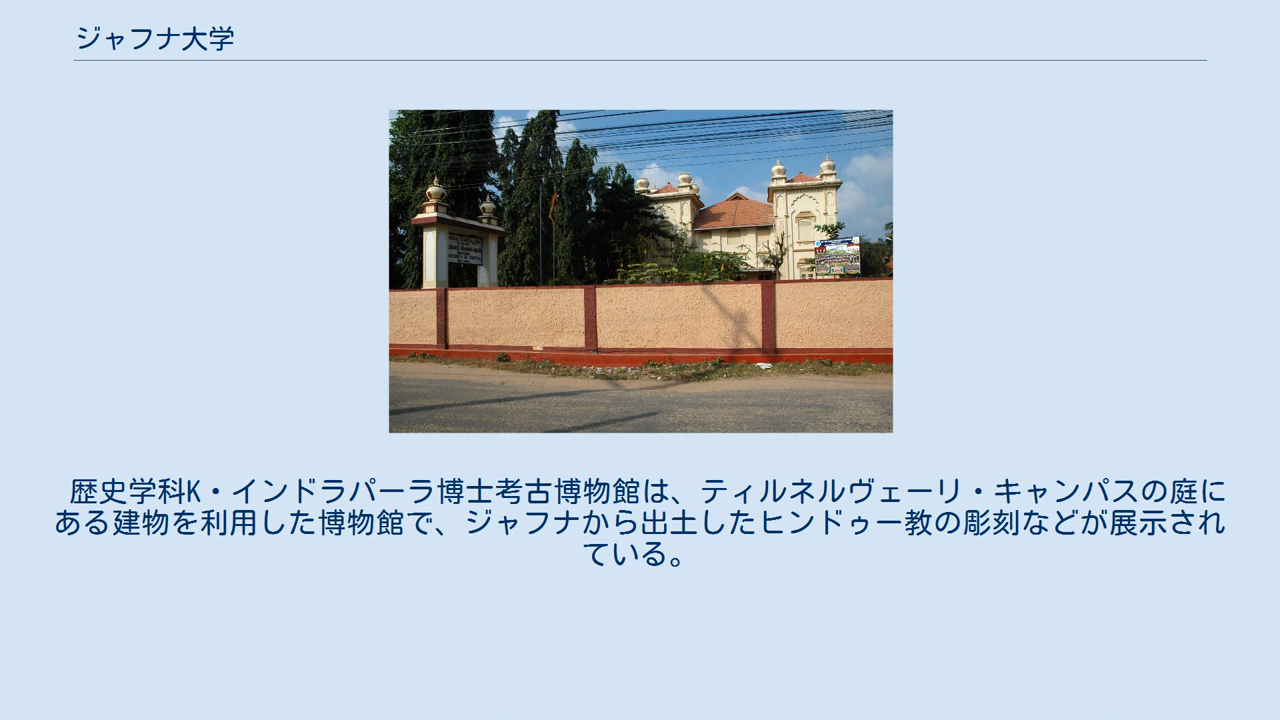 ジャフナ大学
歴史学科K・インドラパーラ博士考古博物館は、ティルネルヴェーリ・キャンパスの庭に
ある建物を利用した博物館で、ジャフナから出土したヒンドゥー教の彫刻などが展示され
ている。